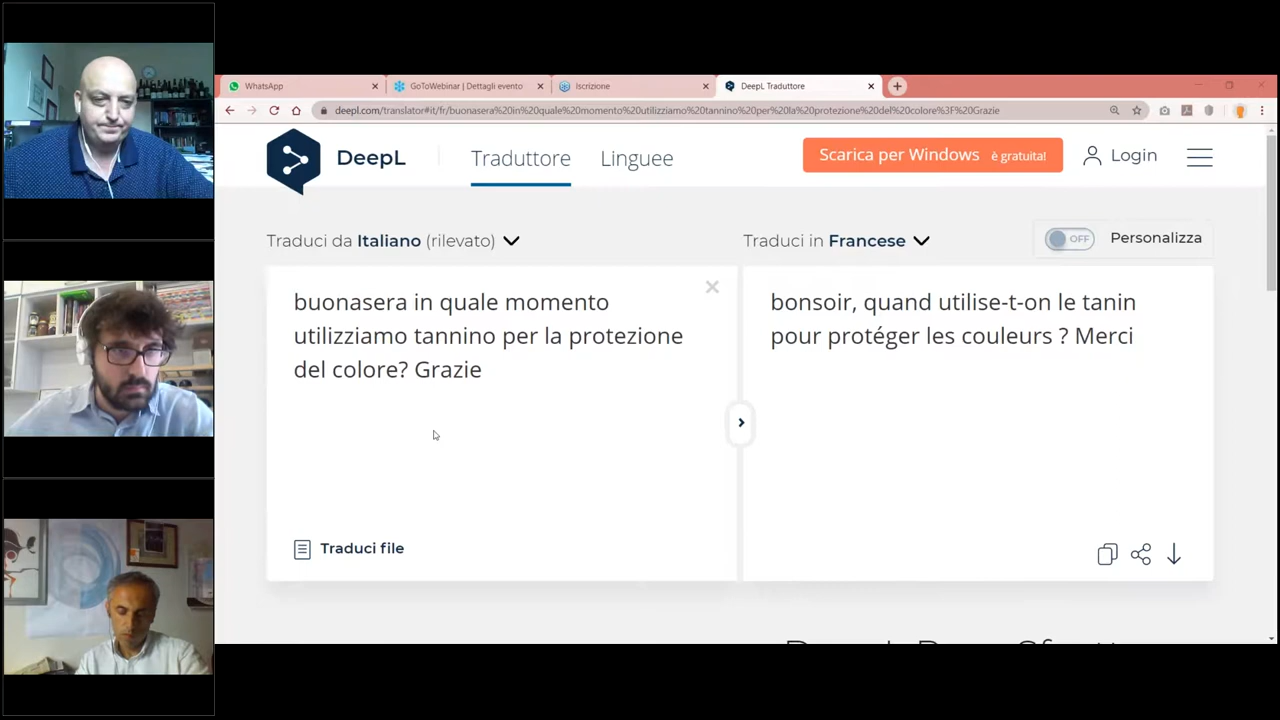 WhatsApp
GoToWebinar | Dettagli evento
Iscrizione
DeepL Traduttore
deepl.com/translator#it/fr/buonasera%20in%20quale%20momento%20utilizziamo%20tannino%20per%20la%20protezione%20del%20colore%3F%20Grazie
DeepL
Traduttore
Linguee
Scarica per Windows è gratuita!
Login
Traduci da Italiano (rilevato)
Traduci in Francese
OFF
Personalizza
buonasera in quale momento
utilizziamo tannino per la protezione
del colore? Grazie
bonsoir, quand utilise-t-on le tanin
pour protéger les couleurs ? Merci
Traduci file